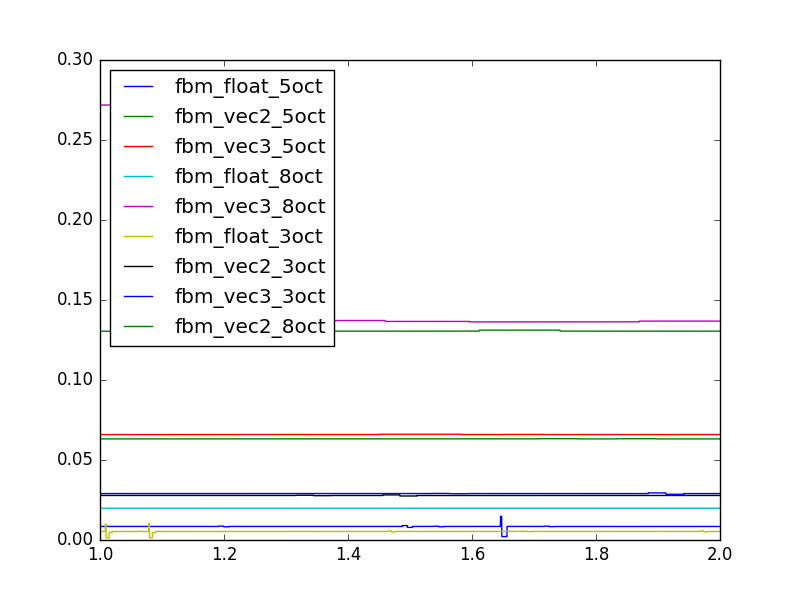 0.30
0.25
0.20
0.15
0.10
0.05
0.00
fbm_float_5oct
fbm_vec2_5oct
fbm_vec3_5oct
fbm_float_8oct
fbm_vec3_8oct
fbm_float_3oct
fbm_vec2_3oct
fbm_vec3_3oct
fbm_vec2_8oct
1.0 1.2 1.4 1.6 1.8 2.0